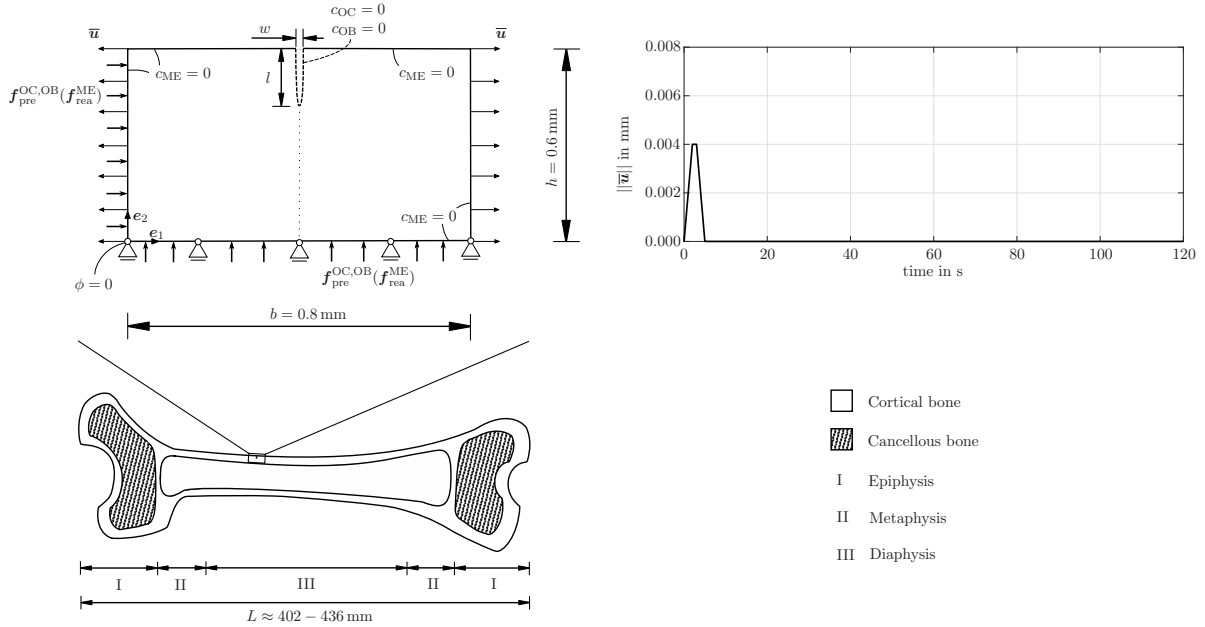 c_OC = 0
c_OB = 0
w
ū
ū
l
c_ME = 0
c_ME = 0
f_pre^OC,OB(f_rea^ME)
h = 0.6 mm
c_ME = 0
e_2
e_1
f_pre^OC,OB(f_rea^ME)
ϕ = 0
b = 0.8 mm
||ū|| in mm
0.008
0.006
0.004
0.002
0.000
0 20 40 60 80 100 120
time in s
Cortical bone
Cancellous bone
I Epiphysis
II Metaphysis
III Diaphysis
I II III II I
L ≈ 402 − 436 mm